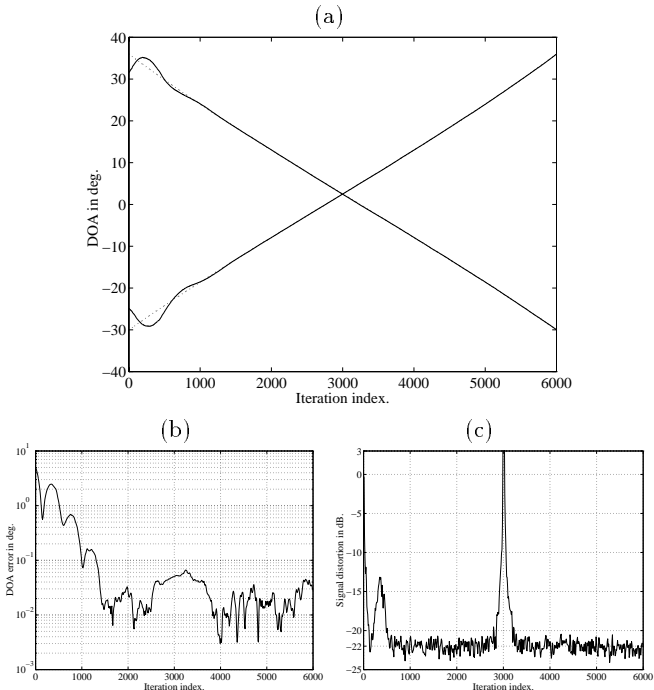 (a)
40
30
20
10
0
−10
−20
−30
−40
DOA in deg.
0 1000 2000 3000 4000 5000 6000
Iteration index.
(b)
10^1
10^0
10^-1
10^-2
10^-3
DOA error in deg.
0 1000 2000 3000 4000 5000 6000
Iteration index.
(c)
3
0
−5
−10
−15
−20
−22
−25
Signal distortion in dB.
0 1000 2000 3000 4000 5000 6000
Iteration index.